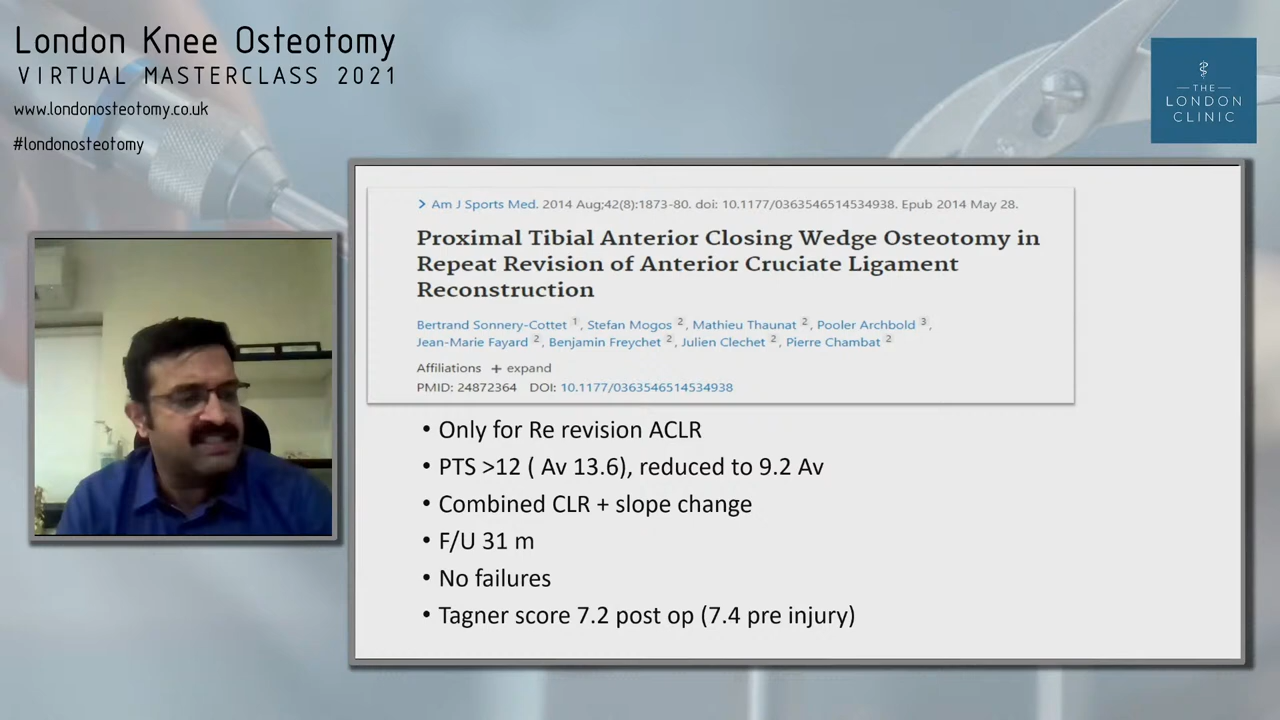 London Knee Osteotomy
VIRTUAL MASTERCLASS 2021
www.londonosteotomy.co.uk
#londonosteotomy
THE
LONDON
CLINIC
> Am J Sports Med. 2014 Aug;42(8):1873-80. doi: 10.1177/0363546514534938. Epub 2014 May 28.
Proximal Tibial Anterior Closing Wedge Osteotomy in
Repeat Revision of Anterior Cruciate Ligament
Reconstruction
Bertrand Sonnery-Cottet 1, Stefan Mogos 2, Mathieu Thaunat 2, Pooler Archbold 3,
Jean-Marie Fayard 2, Benjamin Freychet 2, Julien Clechet 2, Pierre Chambat 2
Affiliations + expand
PMID: 24872364 DOI: 10.1177/0363546514534938
• Only for Re revision ACLR
• PTS >12 ( Av 13.6), reduced to 9.2 Av
• Combined CLR + slope change
• F/U 31 m
• No failures
• Tagner score 7.2 post op (7.4 pre injury)